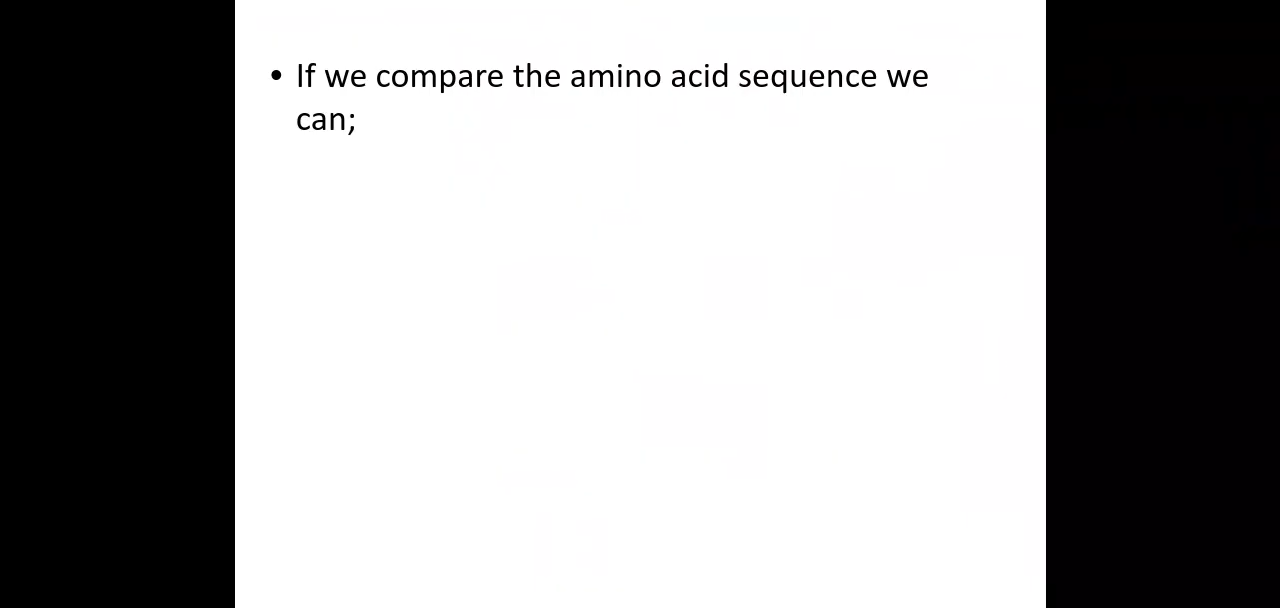 • If we compare the amino acid sequence we
can;